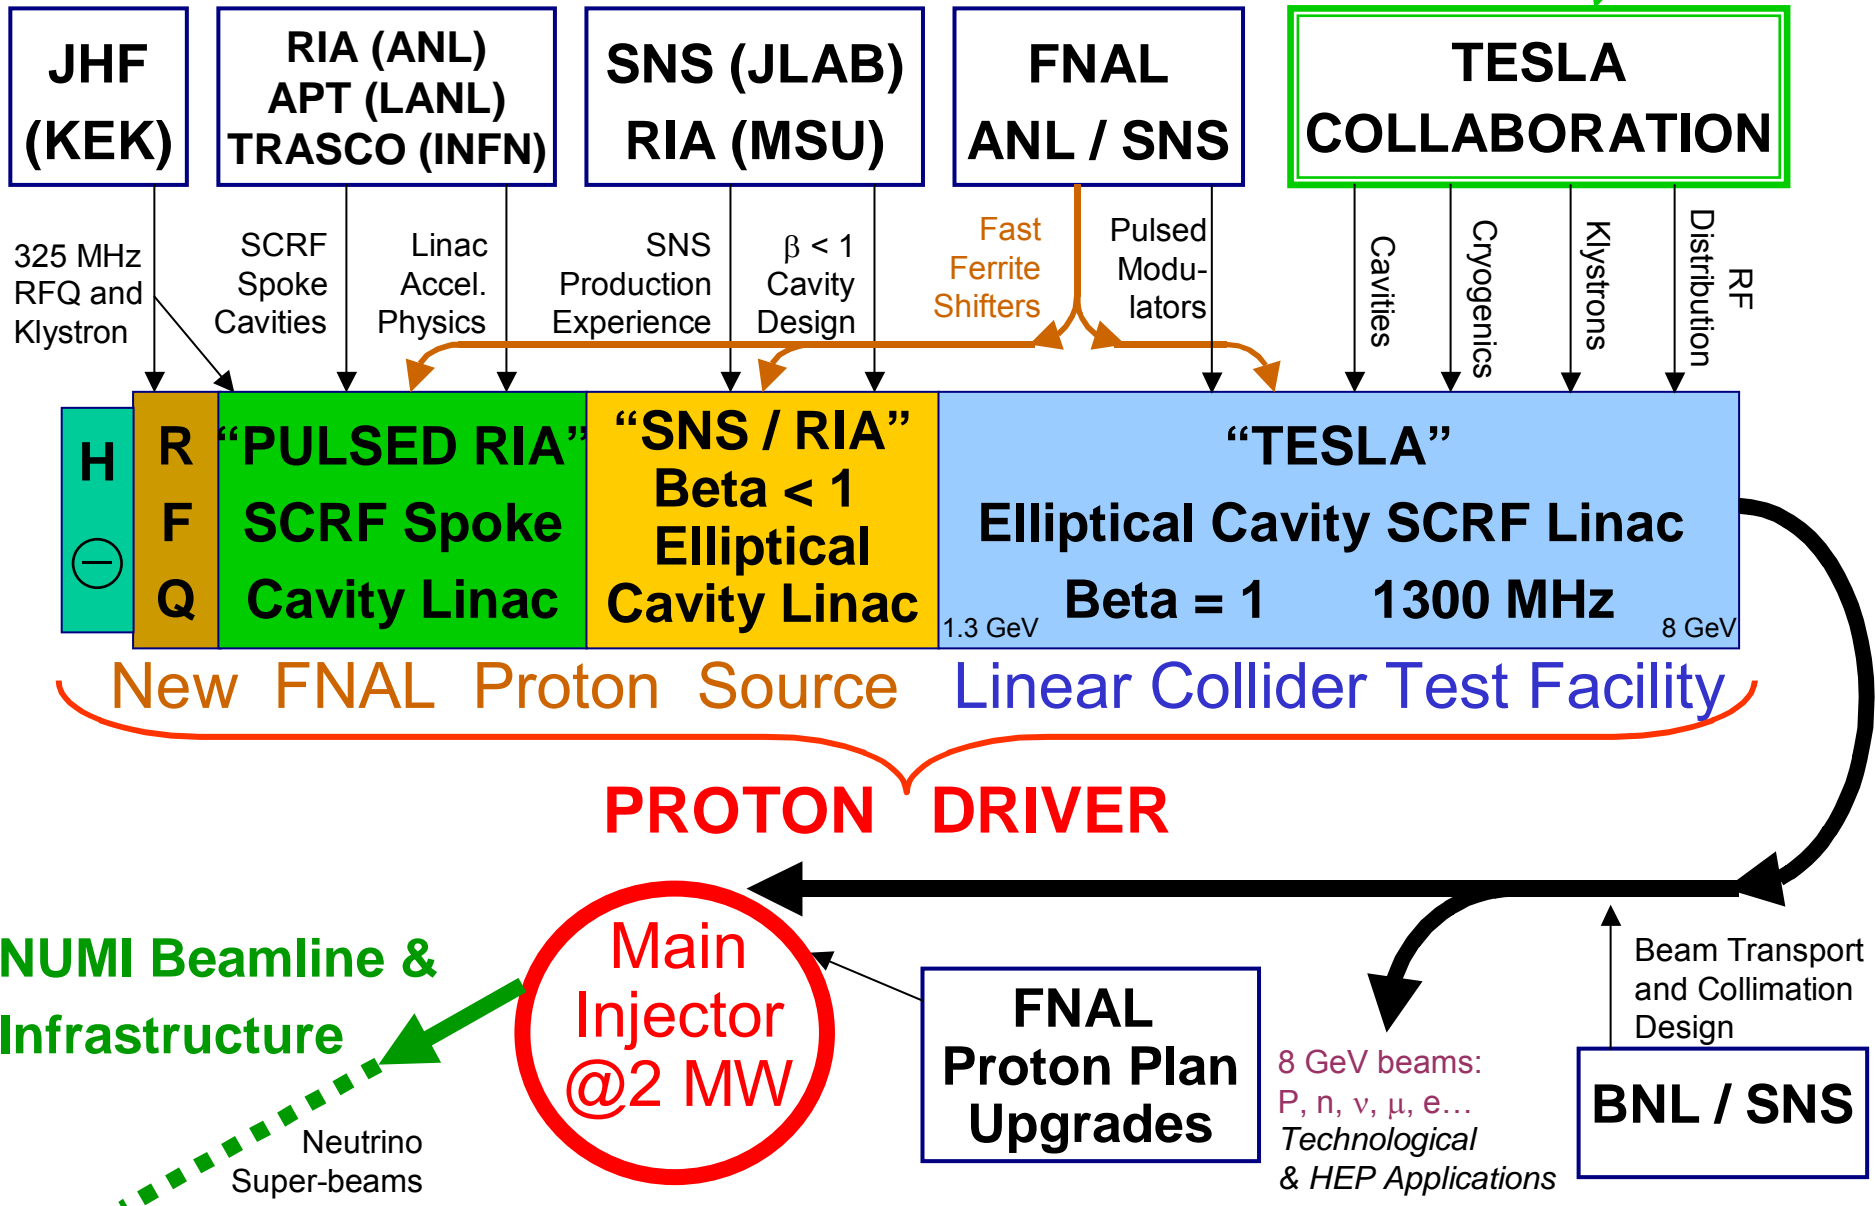 JHF
(KEK)
RIA (ANL)
APT (LANL)
TRASCO (INFN)
SNS (JLAB)
RIA (MSU)
FNAL
ANL / SNS
TESLA
COLLABORATION
325 MHz
RFQ and
Klystron
SCRF
Spoke
Cavities
Linac
Accel.
Physics
SNS
Production
Experience
β < 1
Cavity
Design
Fast
Ferrite
Shifters
Pulsed
Modu-
lators
Cavities
Cryogenics
Klystrons
RF
Distribution
H
−
R
F
Q
“PULSED RIA”
SCRF Spoke
Cavity Linac
“SNS / RIA”
Beta < 1
Elliptical
Cavity Linac
“TESLA”
Elliptical Cavity SCRF Linac
Beta = 1 1300 MHz
1.3 GeV
8 GeV
New FNAL Proton Source
Linear Collider Test Facility
PROTON DRIVER
NUMI Beamline &
Infrastructure
Neutrino
Super-beams
Main
Injector
@2 MW
FNAL
Proton Plan
Upgrades
8 GeV beams:
P, n, ν, μ, e…
Technological
& HEP Applications
Beam Transport
and Collimation
Design
BNL / SNS